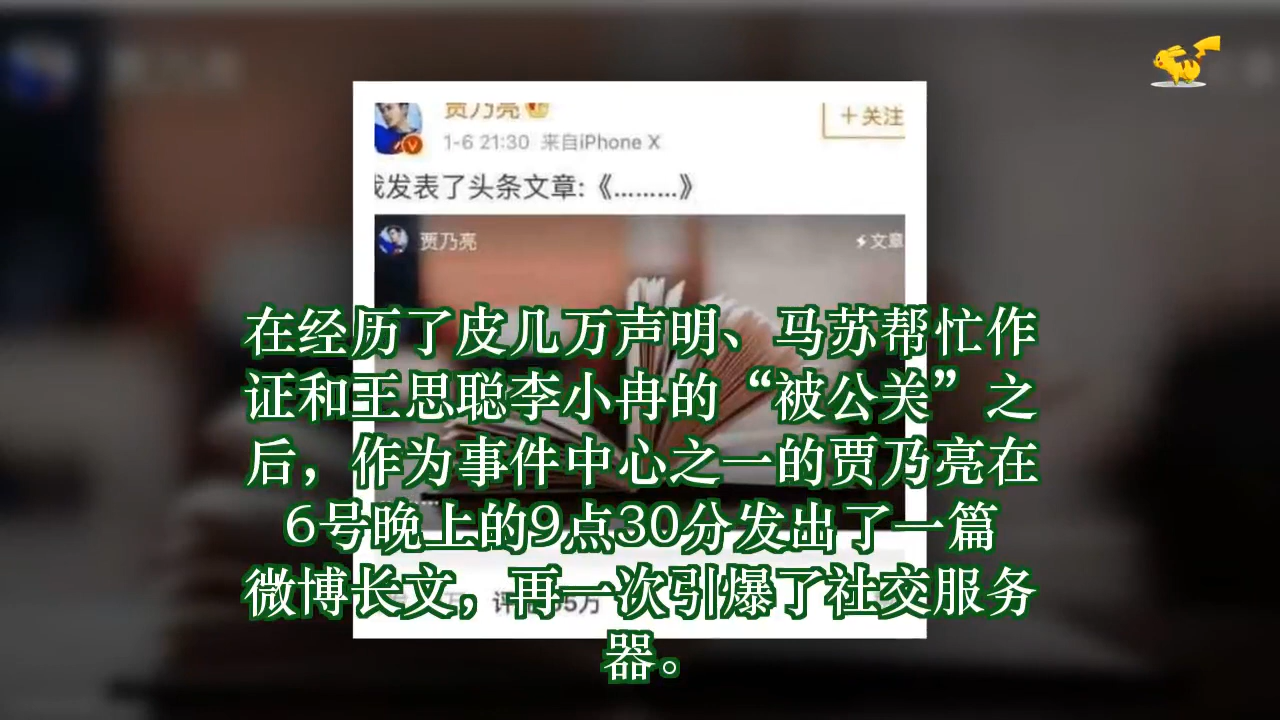 贾乃亮
+关注
1-6 21:30 来自iPhone X
我发表了头条文章:《………》
贾乃亮
文章
在经历了皮几万声明、马苏帮忙作
证和王思聪李小冉的“被公关”之
后，作为事件中心之一的贾乃亮在
6号晚上的9点30分发出了一篇
微博长文，再一次引爆了社交服务
器。